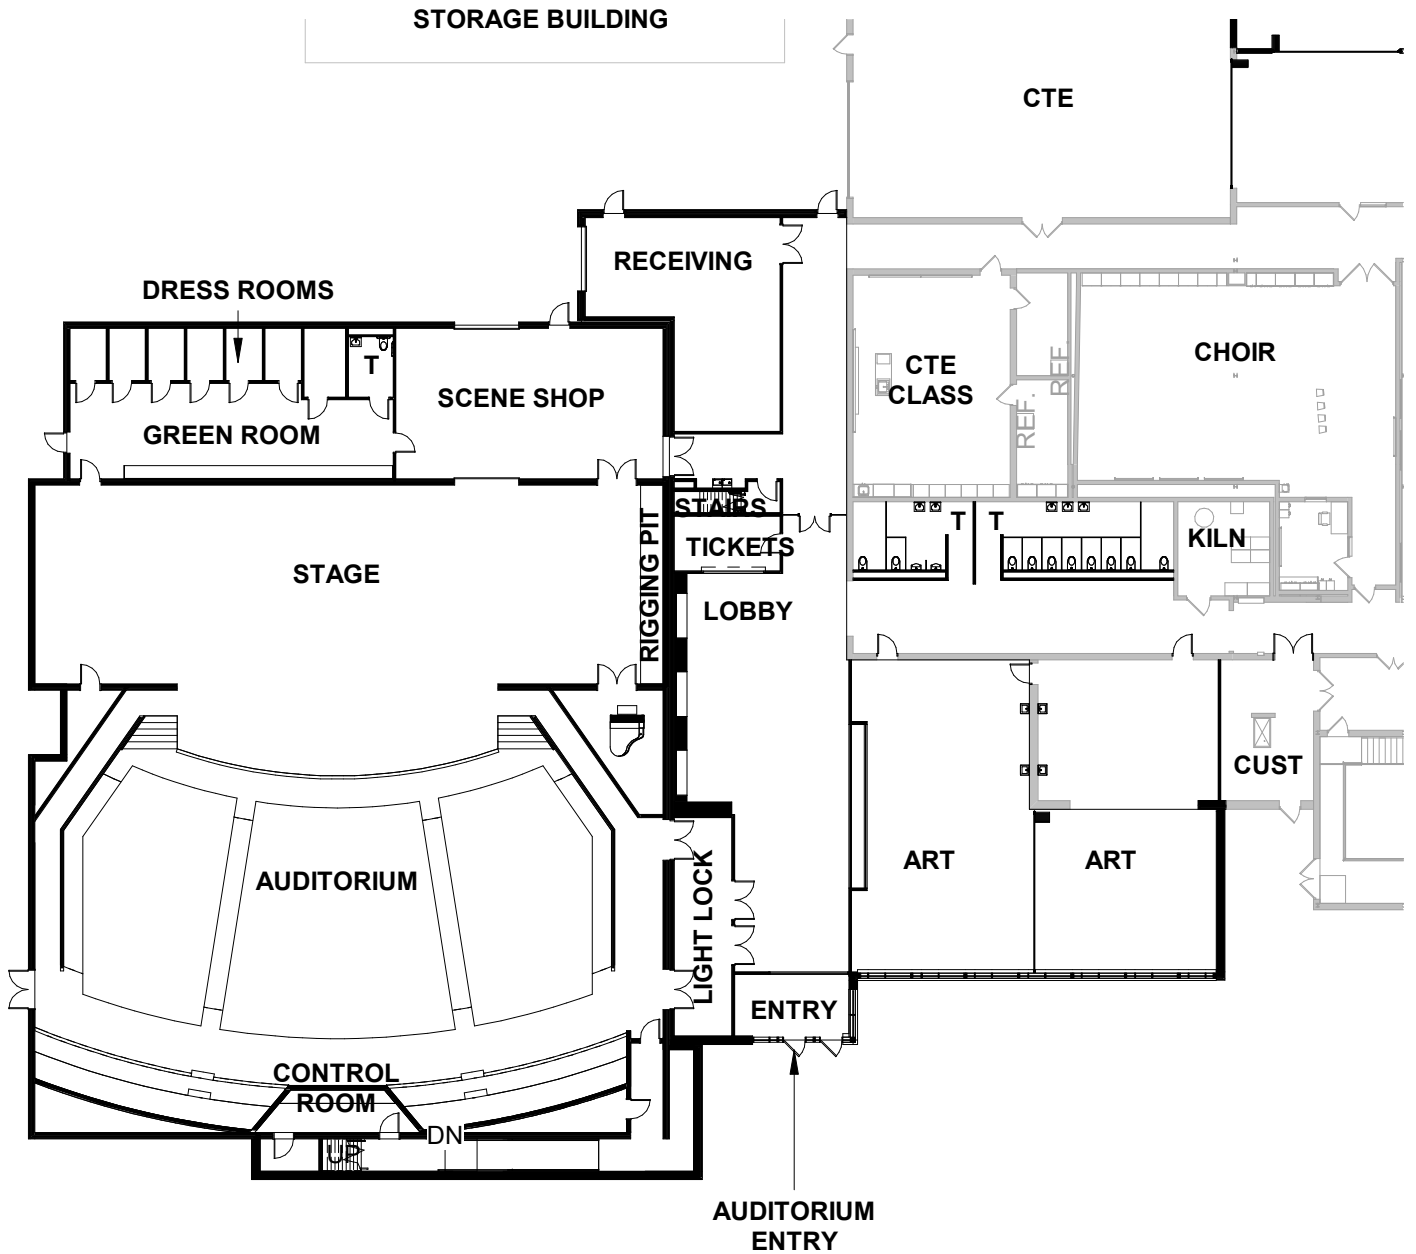 STORAGE BUILDING
CTE
RECEIVING
DRESS ROOMS
T
SCENE SHOP
GREEN ROOM
CTE
CLASS
REF.
REF.
CHOIR
STAIRS
TICKETS
T
T
KILN
STAGE
RIGGING PIT
LOBBY
CUST
AUDITORIUM
LIGHT LOCK
ART
ART
ENTRY
CONTROL
ROOM
DN
UP
AUDITORIUM
ENTRY